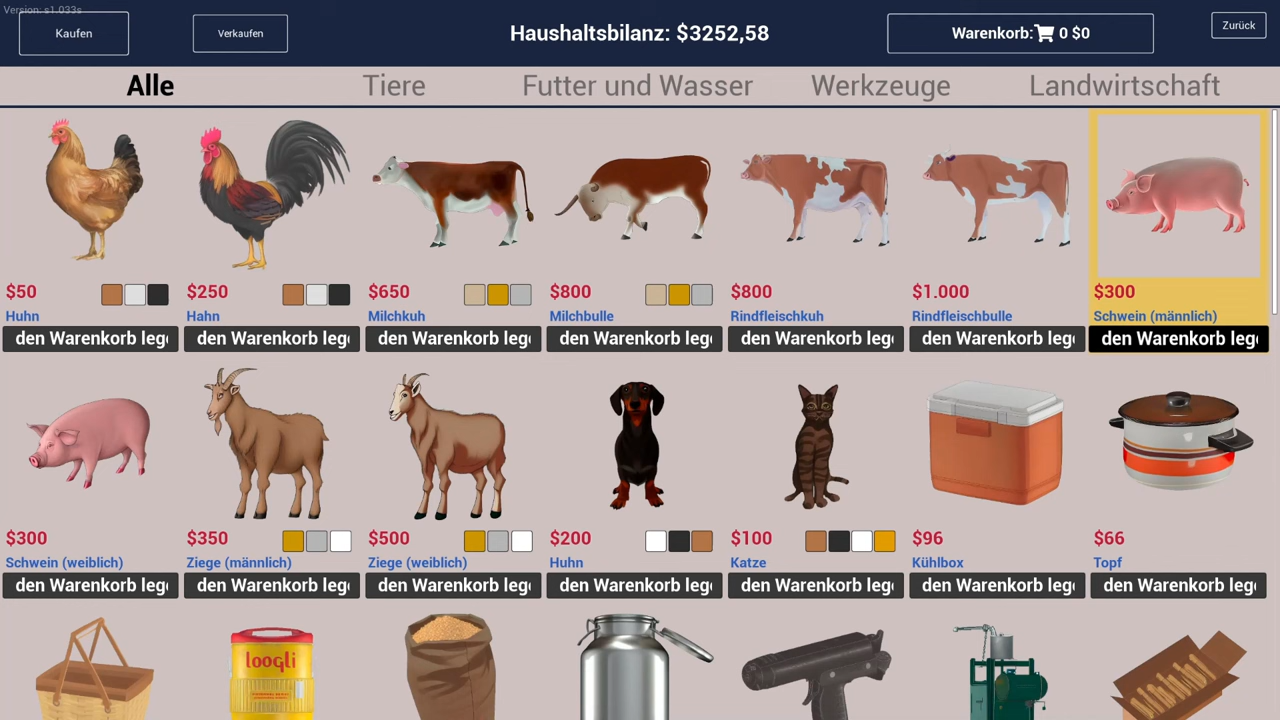 Version: s1.033s
Kaufen
Verkaufen
Haushaltsbilanz: $3252,58
Warenkorb: 0 $0
Zurück
Alle
Tiere
Futter und Wasser
Werkzeuge
Landwirtschaft
$50
$250
$650
$800
$800
$1.000
$300
Huhn
Hahn
Milchkuh
Milchbulle
Rindfleischkuh
Rindfleischbulle
Schwein (männlich)
den Warenkorb leg
den Warenkorb leg
den Warenkorb leg
den Warenkorb leg
den Warenkorb leg
den Warenkorb leg
den Warenkorb leg
$300
$350
$500
$200
$100
$96
$66
Schwein (weiblich)
Ziege (männlich)
Ziege (weiblich)
Huhn
Katze
Kühlbox
Topf
den Warenkorb leg
den Warenkorb leg
den Warenkorb leg
den Warenkorb leg
den Warenkorb leg
den Warenkorb leg
den Warenkorb leg
loogli